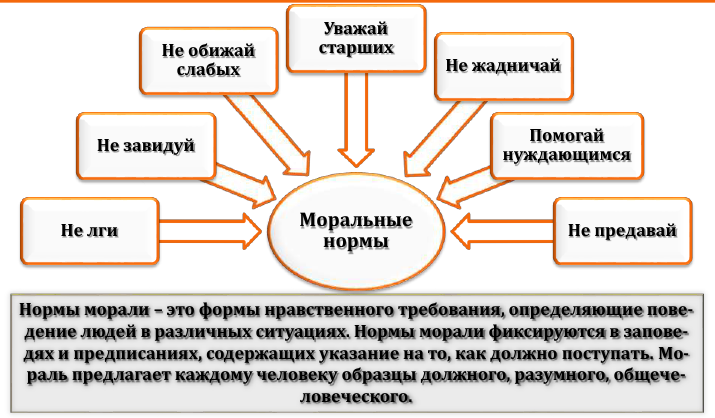 Уважай
старших
Не обижай
слабых
Не жадничай
Не завидуй
Помогай
нуждающимся
Не лги
Моральные
нормы
Не предавай
Нормы морали – это формы нравственного требования, определяющие пове-
дение людей в различных ситуациях. Нормы морали фиксируются в запове-
дях и предписаниях, содержащих указание на то, как должно поступать. Мо-
раль предлагает каждому человеку образцы должного, разумного, общече-
ловеческого.